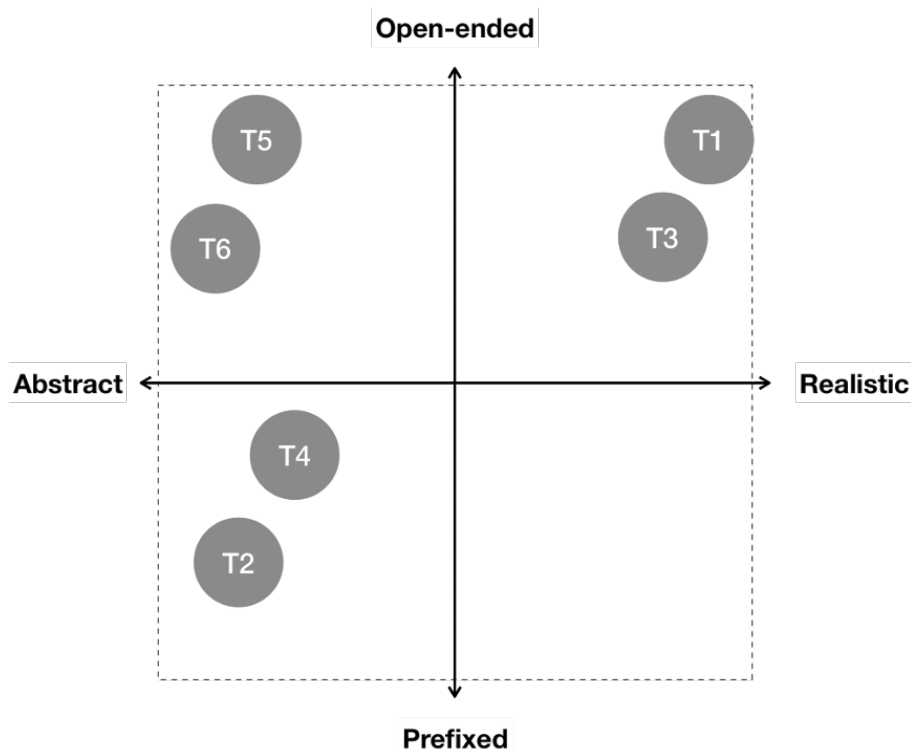 Open-ended
T5
T1
T6
T3
Abstract
Realistic
T4
T2
Prefixed